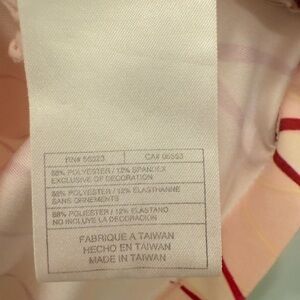 RN# 56323 CA# 05553
88% POLYESTER / 12% SPANDEX
EXCLUSIVE OF DECORATION
88% POLYESTER / 12% ELASTHANNE
SANS ORNEMENTS
88% POLIESTER / 12% ELASTANO
NO INCLUYE LA DECORACION
FABRIQUE A TAIWAN
HECHO EN TAIWAN
MADE IN TAIWAN